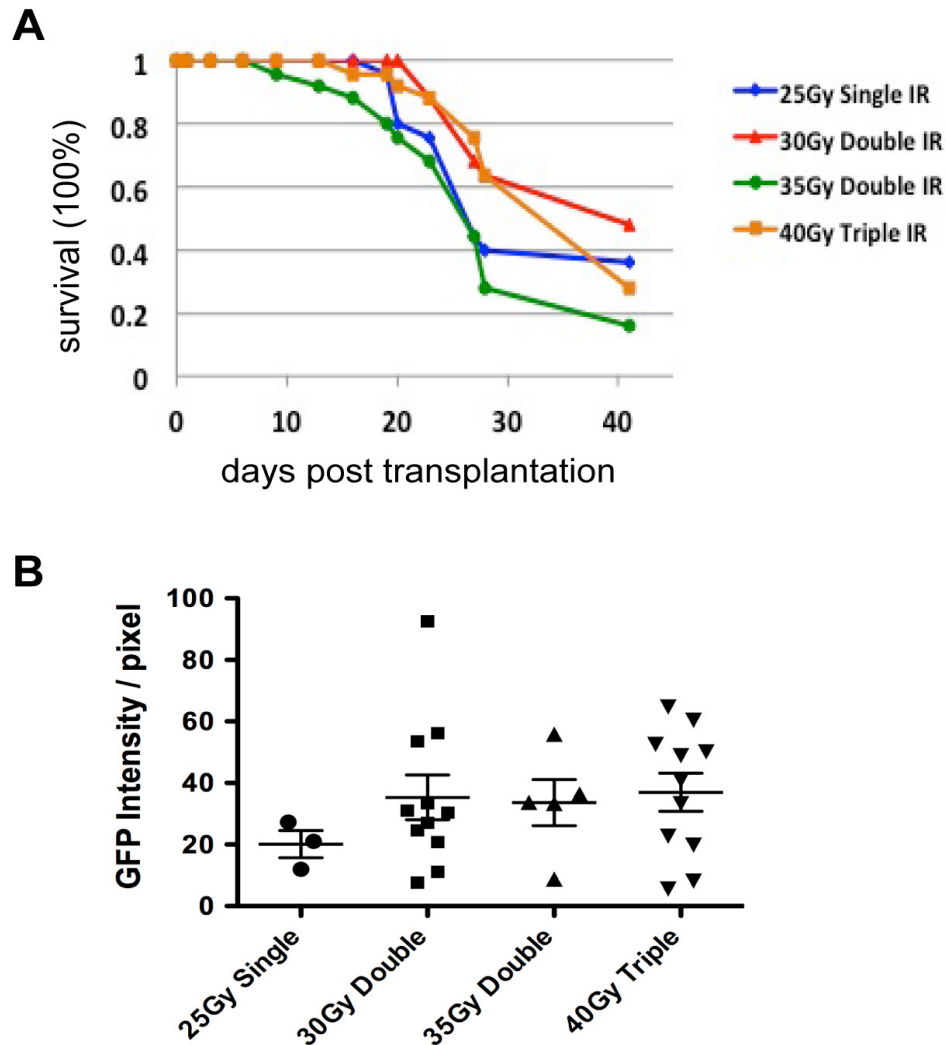 A
survival (100%)
1
0.8
0.6
0.4
0.2
0
0 10 20 30 40
days post transplantation
25Gy Single IR
30Gy Double IR
35Gy Double IR
40Gy Triple IR
B
GFP Intensity / pixel
100
80
60
40
20
0
25Gy Single
30Gy Double
35Gy Double
40Gy Triple